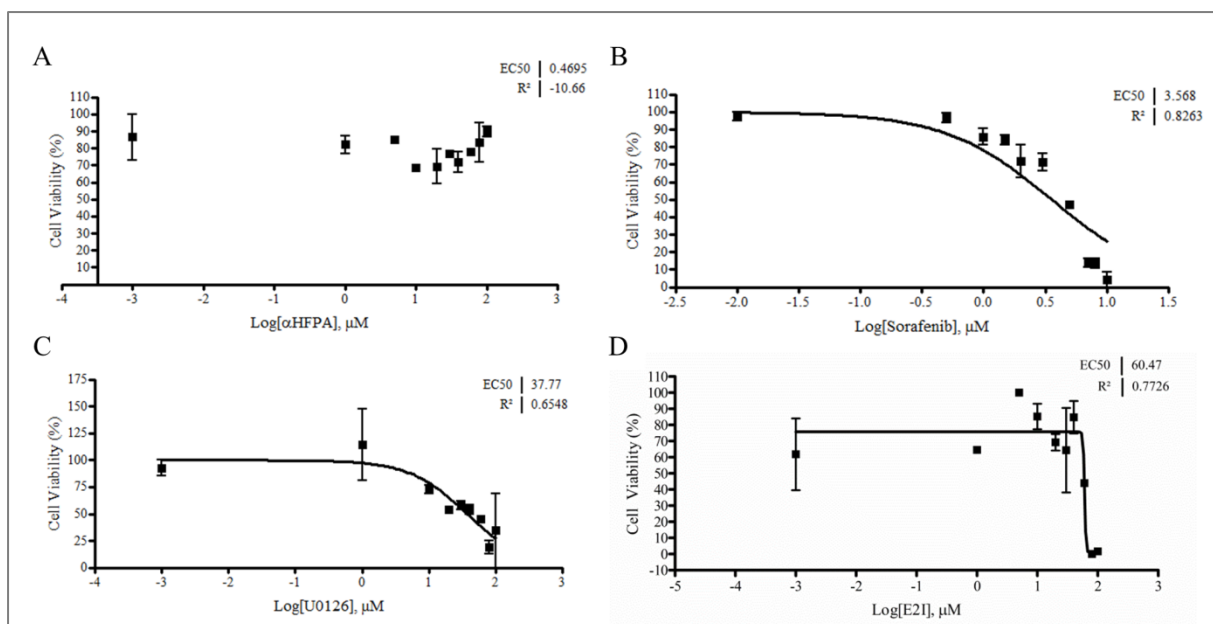 A
EC50 0.4695
R² -10.66
110
100
90
80
70
60
50
40
30
20
10
Cell Viability (%)
-4 -3 -2 -1 0 1 2 3
Log[αHFPA], μM
B
EC50 3.568
R² 0.8263
110
100
90
80
70
60
50
40
30
20
10
0
Cell Viability (%)
-2.5 -2.0 -1.5 -1.0 -0.5 0.0 0.5 1.0 1.5
Log[Sorafenib], μM
C
EC50 37.77
R² 0.6548
175
150
125
100
75
50
25
0
Cell Viability (%)
-4 -3 -2 -1 0 1 2 3
Log[U0126], μM
D
EC50 60.47
R² 0.7726
110
100
90
80
70
60
50
40
30
20
10
0
-10
Cell Viability (%)
-5 -4 -3 -2 -1 0 1 2 3
Log[E2I], μM